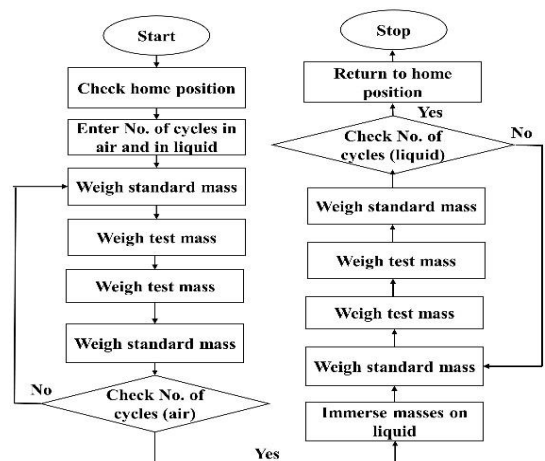 Start
Check home position
Enter No. of cycles in
air and in liquid
Weigh standard mass
Weigh test mass
Weigh test mass
Weigh standard mass
No
Check No. of
cycles (air)
Yes
Immerse masses on
liquid
Weigh standard mass
Weigh test mass
Weigh test mass
Weigh standard mass
Check No. of
cycles (liquid)
No
Yes
Return to home
position
Stop